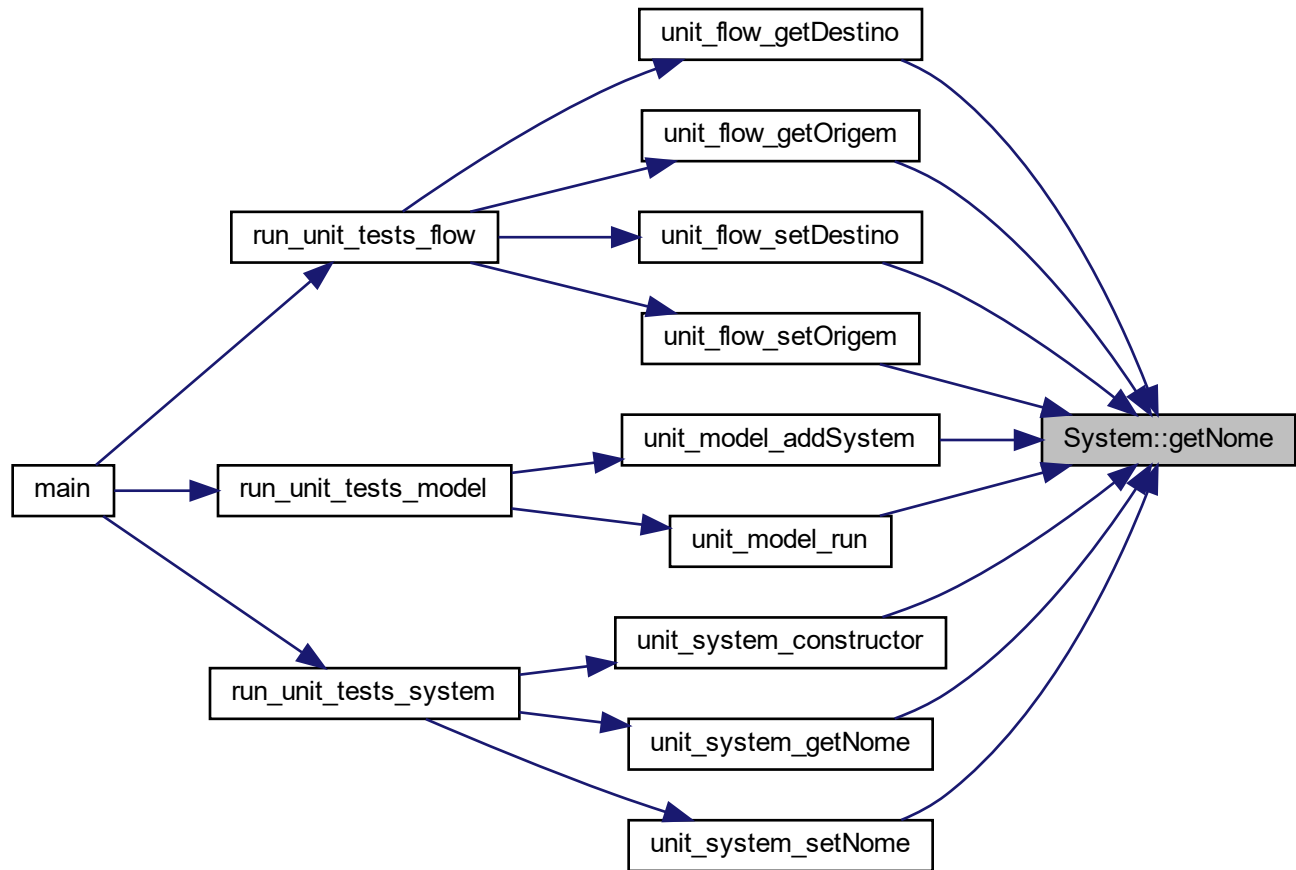 unit_flow_getDestino
unit_flow_getOrigem
run_unit_tests_flow
unit_flow_setDestino
unit_flow_setOrigem
unit_model_addSystem
System::getNome
main
run_unit_tests_model
unit_model_run
unit_system_constructor
run_unit_tests_system
unit_system_getNome
unit_system_setNome